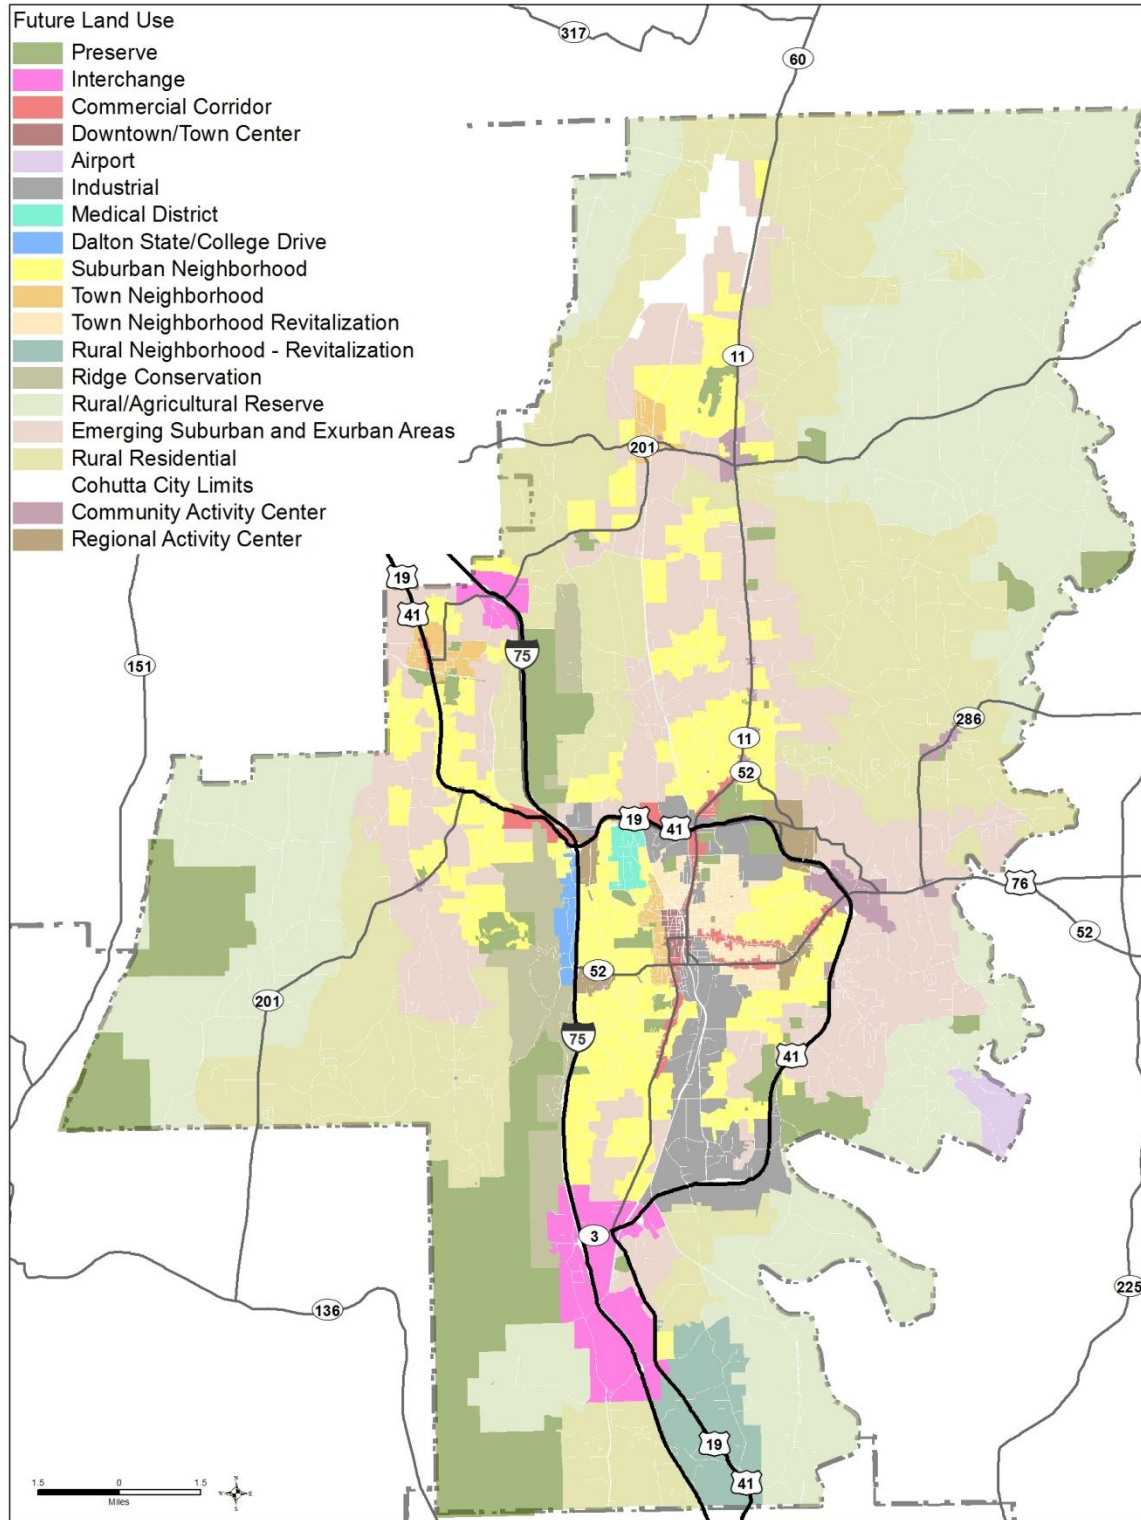 Future Land Use
Preserve
Interchange
Commercial Corridor
Downtown/Town Center
Airport
Industrial
Medical District
Dalton State/College Drive
Suburban Neighborhood
Town Neighborhood
Town Neighborhood Revitalization
Rural Neighborhood - Revitalization
Ridge Conservation
Rural/Agricultural Reserve
Emerging Suburban and Exurban Areas
Rural Residential
Cohutta City Limits
Community Activity Center
Regional Activity Center
317
60
11
201
19
41
75
151
286
11
52
19
41
76
52
52
201
75
41
3
225
136
19
41
1.5 0 1.5
Miles
N
W E
S